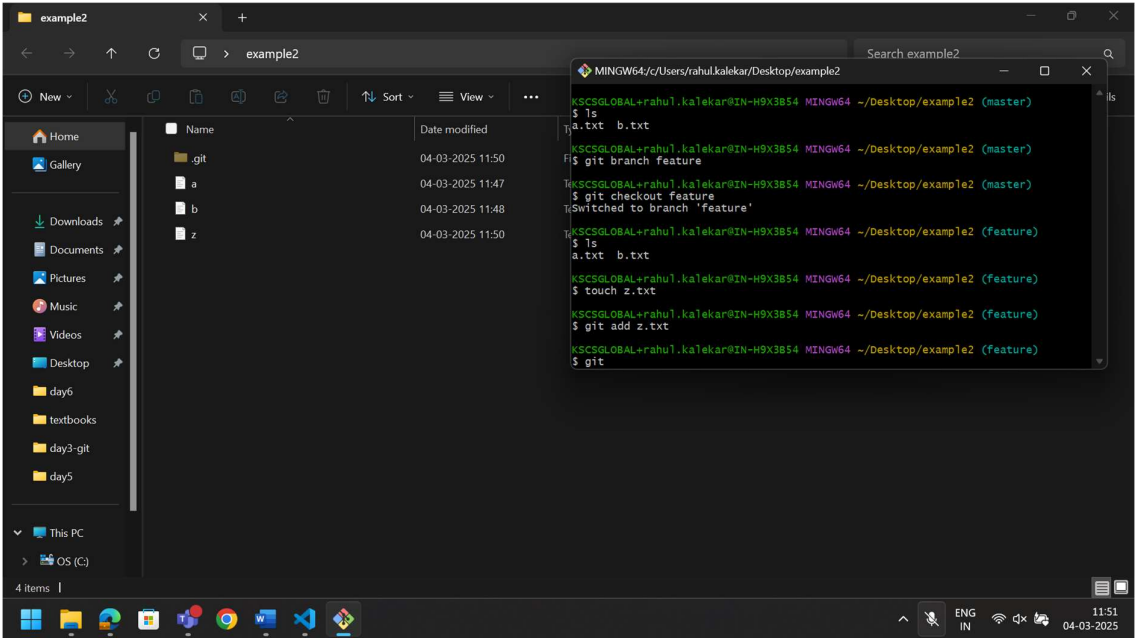 example2
example2
Search example2
New
Sort
View
ils
Home
Gallery
Downloads
Documents
Pictures
Music
Videos
Desktop
day6
textbooks
day3-git
day5
This PC
OS (C:)
Name Date modified
.git 04-03-2025 11:50
a 04-03-2025 11:47
b 04-03-2025 11:48
z 04-03-2025 11:50
MINGW64:/c/Users/rahul.kalekar/Desktop/example2
KSCSGLOBAL+rahul.kalekar@IN-H9X3B54 MINGW64 ~/Desktop/example2 (master)
$ ls
a.txt b.txt
KSCSGLOBAL+rahul.kalekar@IN-H9X3B54 MINGW64 ~/Desktop/example2 (master)
$ git branch feature
KSCSGLOBAL+rahul.kalekar@IN-H9X3B54 MINGW64 ~/Desktop/example2 (master)
$ git checkout feature
Switched to branch 'feature'
KSCSGLOBAL+rahul.kalekar@IN-H9X3B54 MINGW64 ~/Desktop/example2 (feature)
$ ls
a.txt b.txt
KSCSGLOBAL+rahul.kalekar@IN-H9X3B54 MINGW64 ~/Desktop/example2 (feature)
$ touch z.txt
KSCSGLOBAL+rahul.kalekar@IN-H9X3B54 MINGW64 ~/Desktop/example2 (feature)
$ git add z.txt
KSCSGLOBAL+rahul.kalekar@IN-H9X3B54 MINGW64 ~/Desktop/example2 (feature)
$ git
4 items
ENG
IN
11:51
04-03-2025